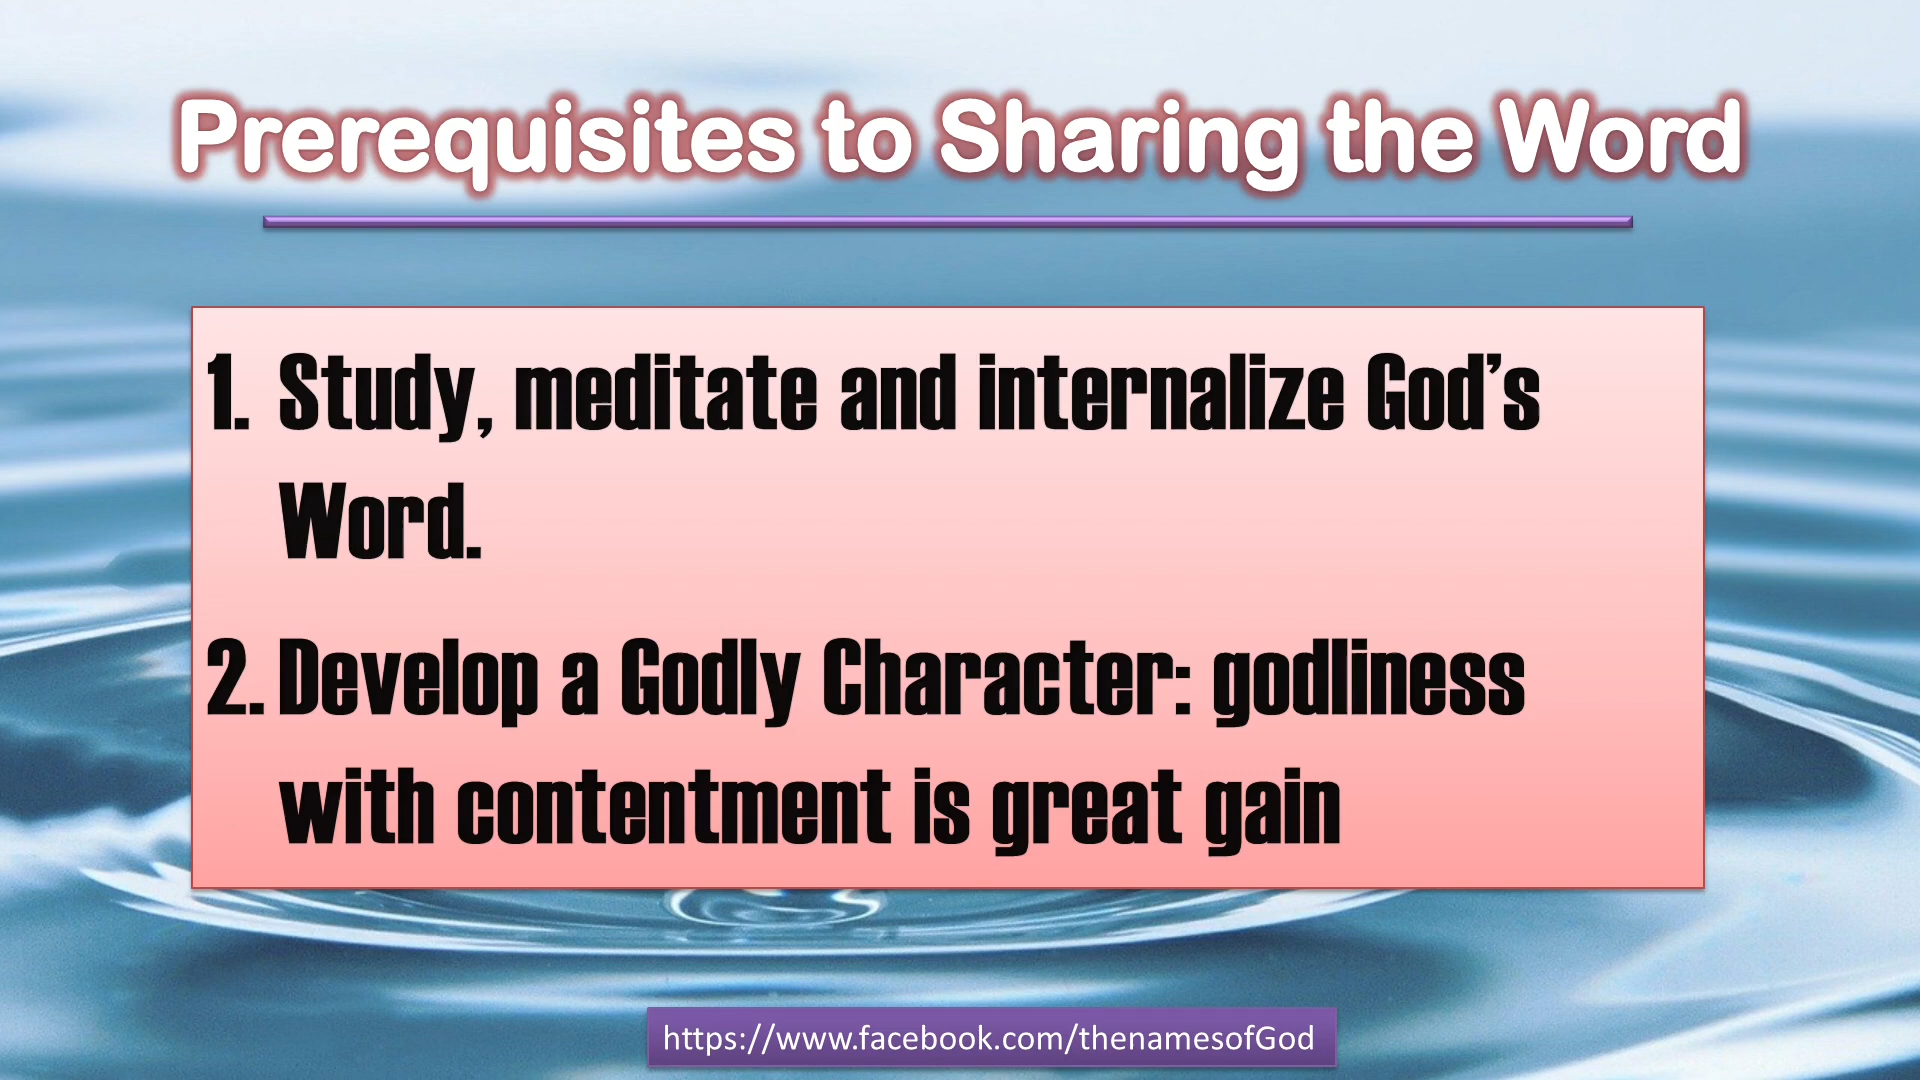 Prerequisites to Sharing the Word
1. Study, meditate and internalize God’s
Word.
2. Develop a Godly Character: godliness
with contentment is great gain
https://www.facebook.com/thenamesofGod